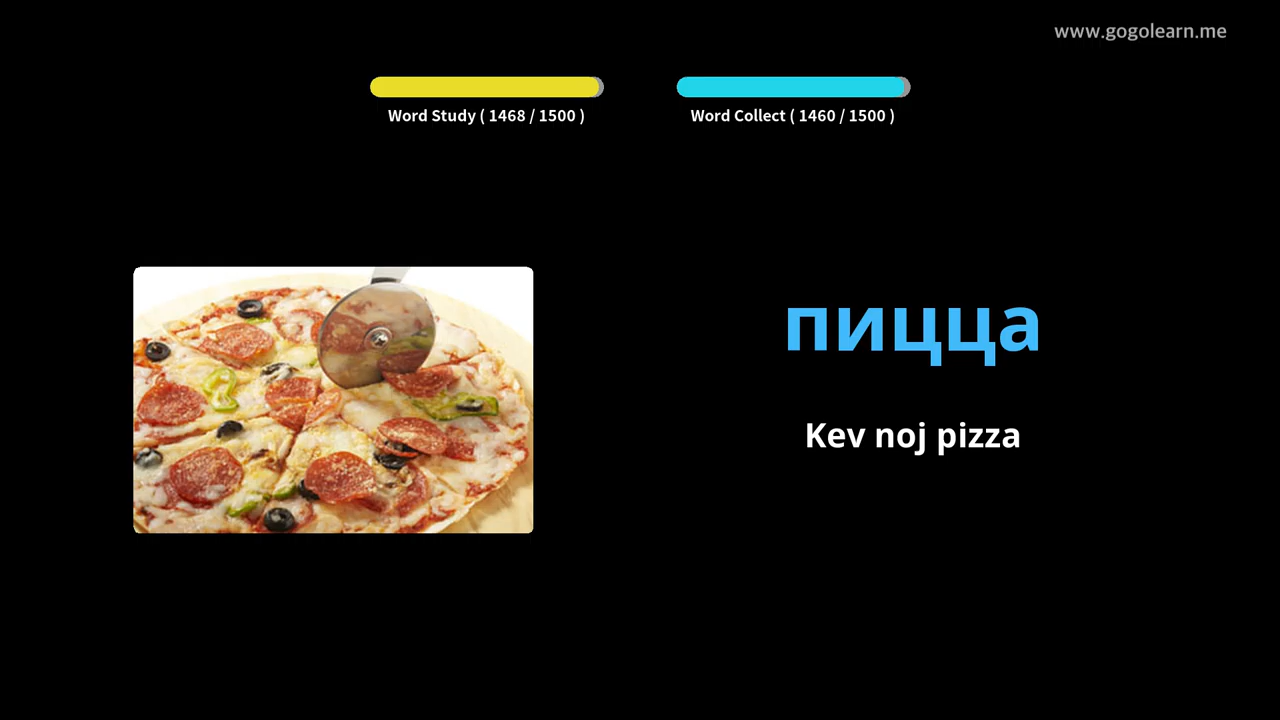 www.gogolearn.me
Word Study ( 1468 / 1500 )
Word Collect ( 1460 / 1500 )
пицца
Kev noj pizza